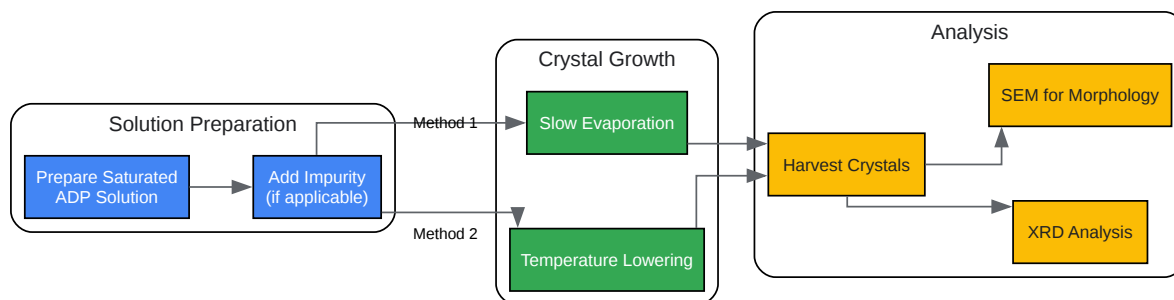 Solution Preparation
Prepare Saturated
ADP Solution
Add Impurity
(if applicable)
Method 1
Method 2
Crystal Growth
Slow Evaporation
Temperature Lowering
Analysis
Harvest Crystals
SEM for Morphology
XRD Analysis